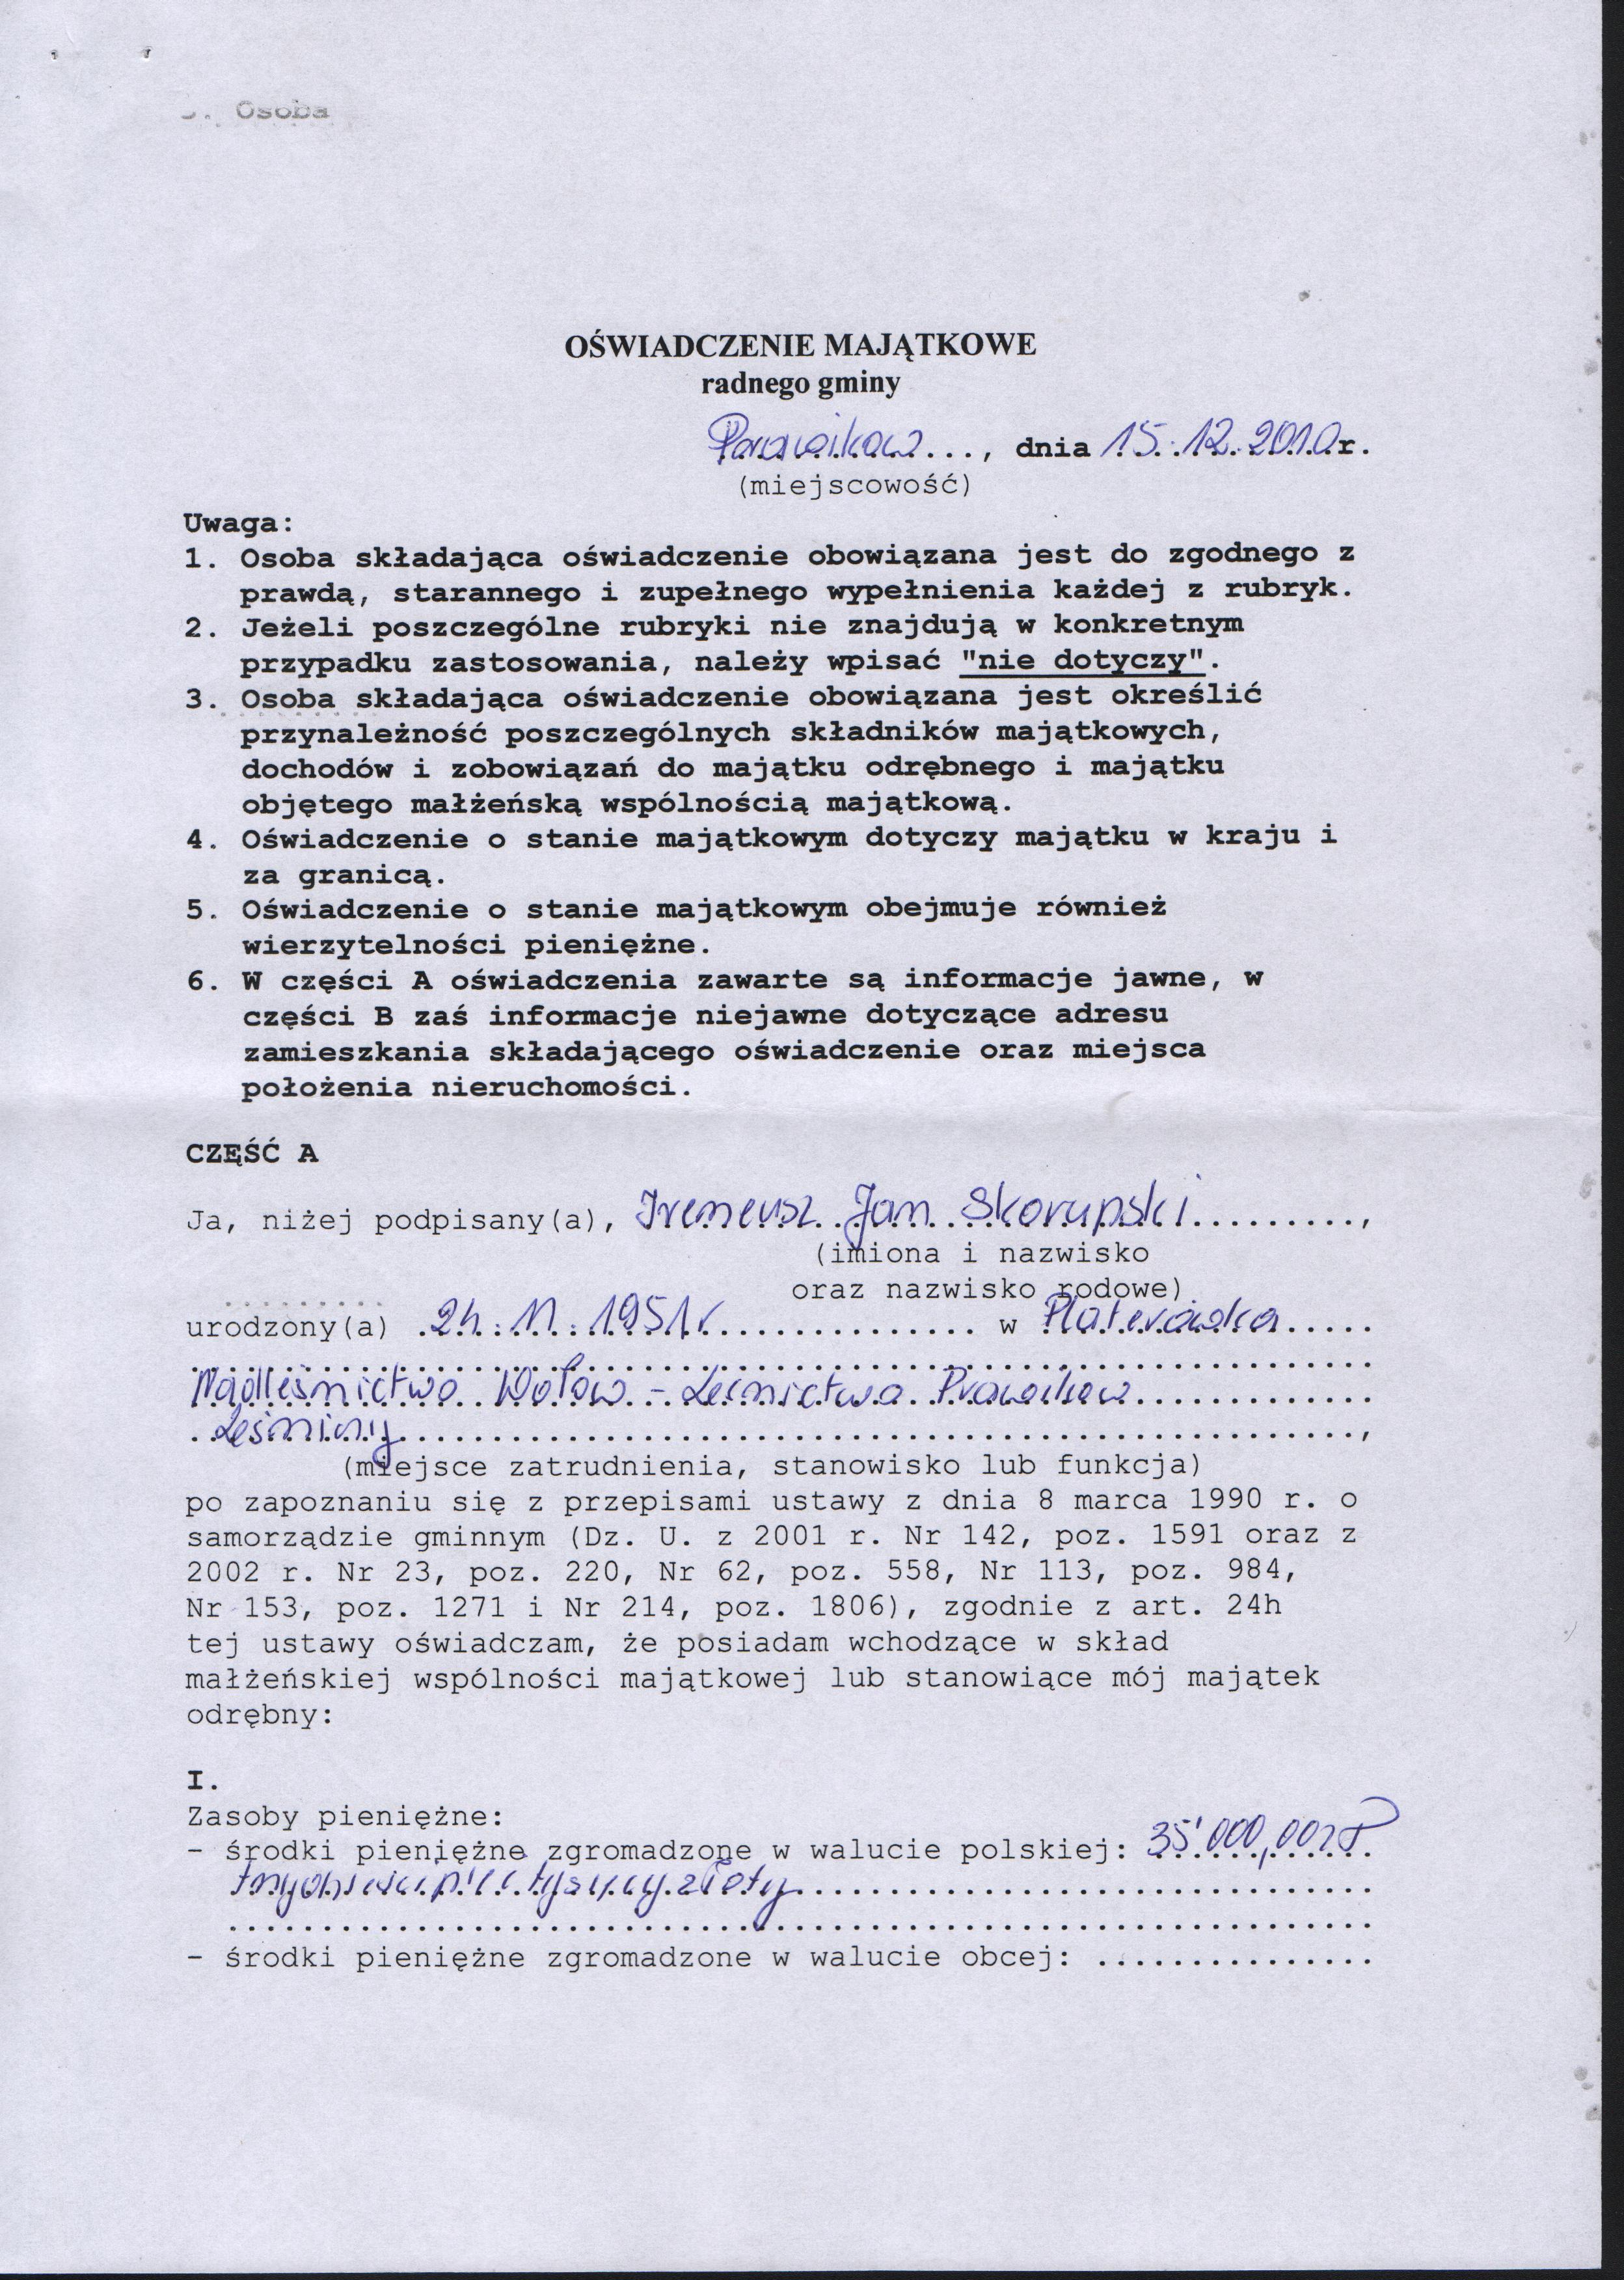 Osoba
OŚWIADCZENIE MAJĄTKOWE
radnego gminy
Prawików..., dnia 15.12.2010r.
(miejscowość)
Uwaga:
1. Osoba składająca oświadczenie obowiązana jest do zgodnego z
prawdą, starannego i zupełnego wypełnienia każdej z rubryk.
2. Jeżeli poszczególne rubryki nie znajdują w konkretnym
przypadku zastosowania, należy wpisać "nie dotyczy".
3. Osoba składająca oświadczenie obowiązana jest określić
przynależność poszczególnych składników majątkowych,
dochodów i zobowiązań do majątku odrębnego i majątku
objętego małżeńską wspólnością majątkową.
4. Oświadczenie o stanie majątkowym dotyczy majątku w kraju i
za granicą.
5. Oświadczenie o stanie majątkowym obejmuje również
wierzytelności pieniężne.
6. W części A oświadczenia zawarte są informacje jawne, w
części B zaś informacje niejawne dotyczące adresu
zamieszkania składającego oświadczenie oraz miejsca
położenia nieruchomości.
CZĘŚĆ A
Ja, niżej podpisany(a), Ireneusz Jan Skorupski..........,
(imiona i nazwisko
oraz nazwisko rodowe)
urodzony(a) .24.11.1951r............... w Platerówka.....
Nadleśnictwo Wołów - Leśnictwo Prawików.............
.Leśniczy...................................................,
(miejsce zatrudnienia, stanowisko lub funkcja)
po zapoznaniu się z przepisami ustawy z dnia 8 marca 1990 r. o
samorządzie gminnym (Dz. U. z 2001 r. Nr 142, poz. 1591 oraz z
2002 r. Nr 23, poz. 220, Nr 62, poz. 558, Nr 113, poz. 984,
Nr 153, poz. 1271 i Nr 214, poz. 1806), zgodnie z art. 24h
tej ustawy oświadczam, że posiadam wchodzące w skład
małżeńskiej wspólności majątkowej lub stanowiące mój majątek
odrębny:
I.
Zasoby pieniężne:
- środki pieniężne zgromadzone w walucie polskiej: 35'000,00zł
trzydzieści pięć tysięcy złoty...............................
- środki pieniężne zgromadzone w walucie obcej: ...............